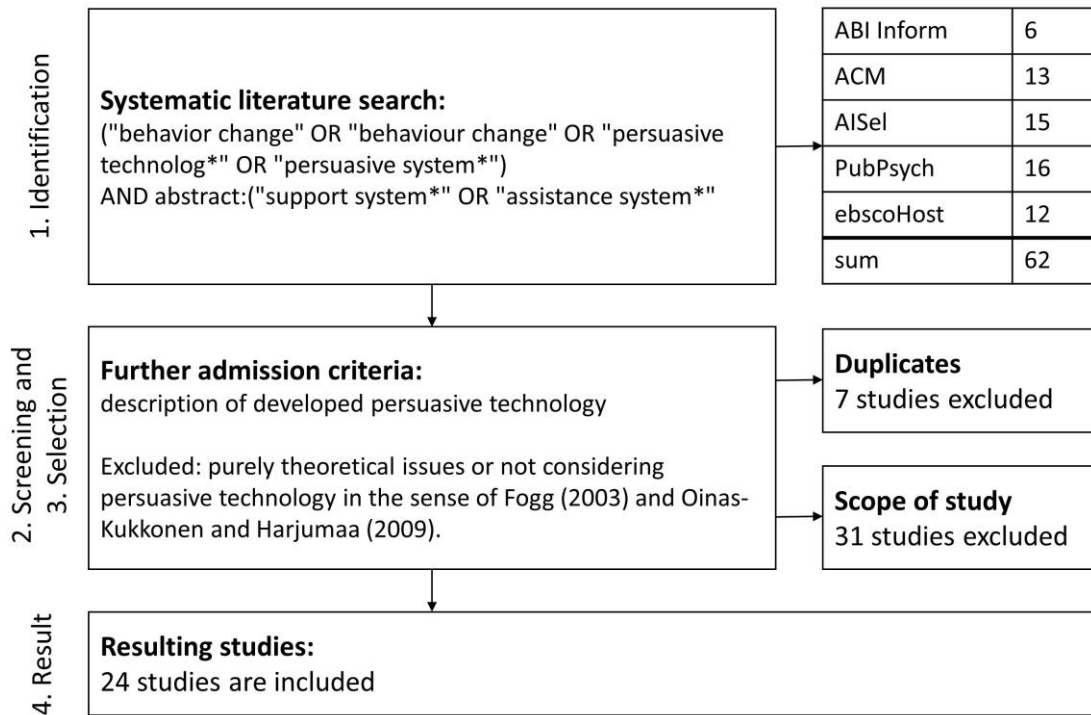 1. Identification
Systematic literature search:
("behavior change" OR "behaviour change" OR "persuasive
technolog*" OR "persuasive system*")
AND abstract:("support system*" OR "assistance system*"
ABI Inform 6
ACM 13
AISel 15
PubPsych 16
ebscoHost 12
sum 62
2. Screening and
3. Selection
Further admission criteria:
description of developed persuasive technology
Excluded: purely theoretical issues or not considering
persuasive technology in the sense of Fogg (2003) and Oinas-
Kukkonen and Harjumaa (2009).
Duplicates
7 studies excluded
Scope of study
31 studies excluded
4. Result
Resulting studies:
24 studies are included